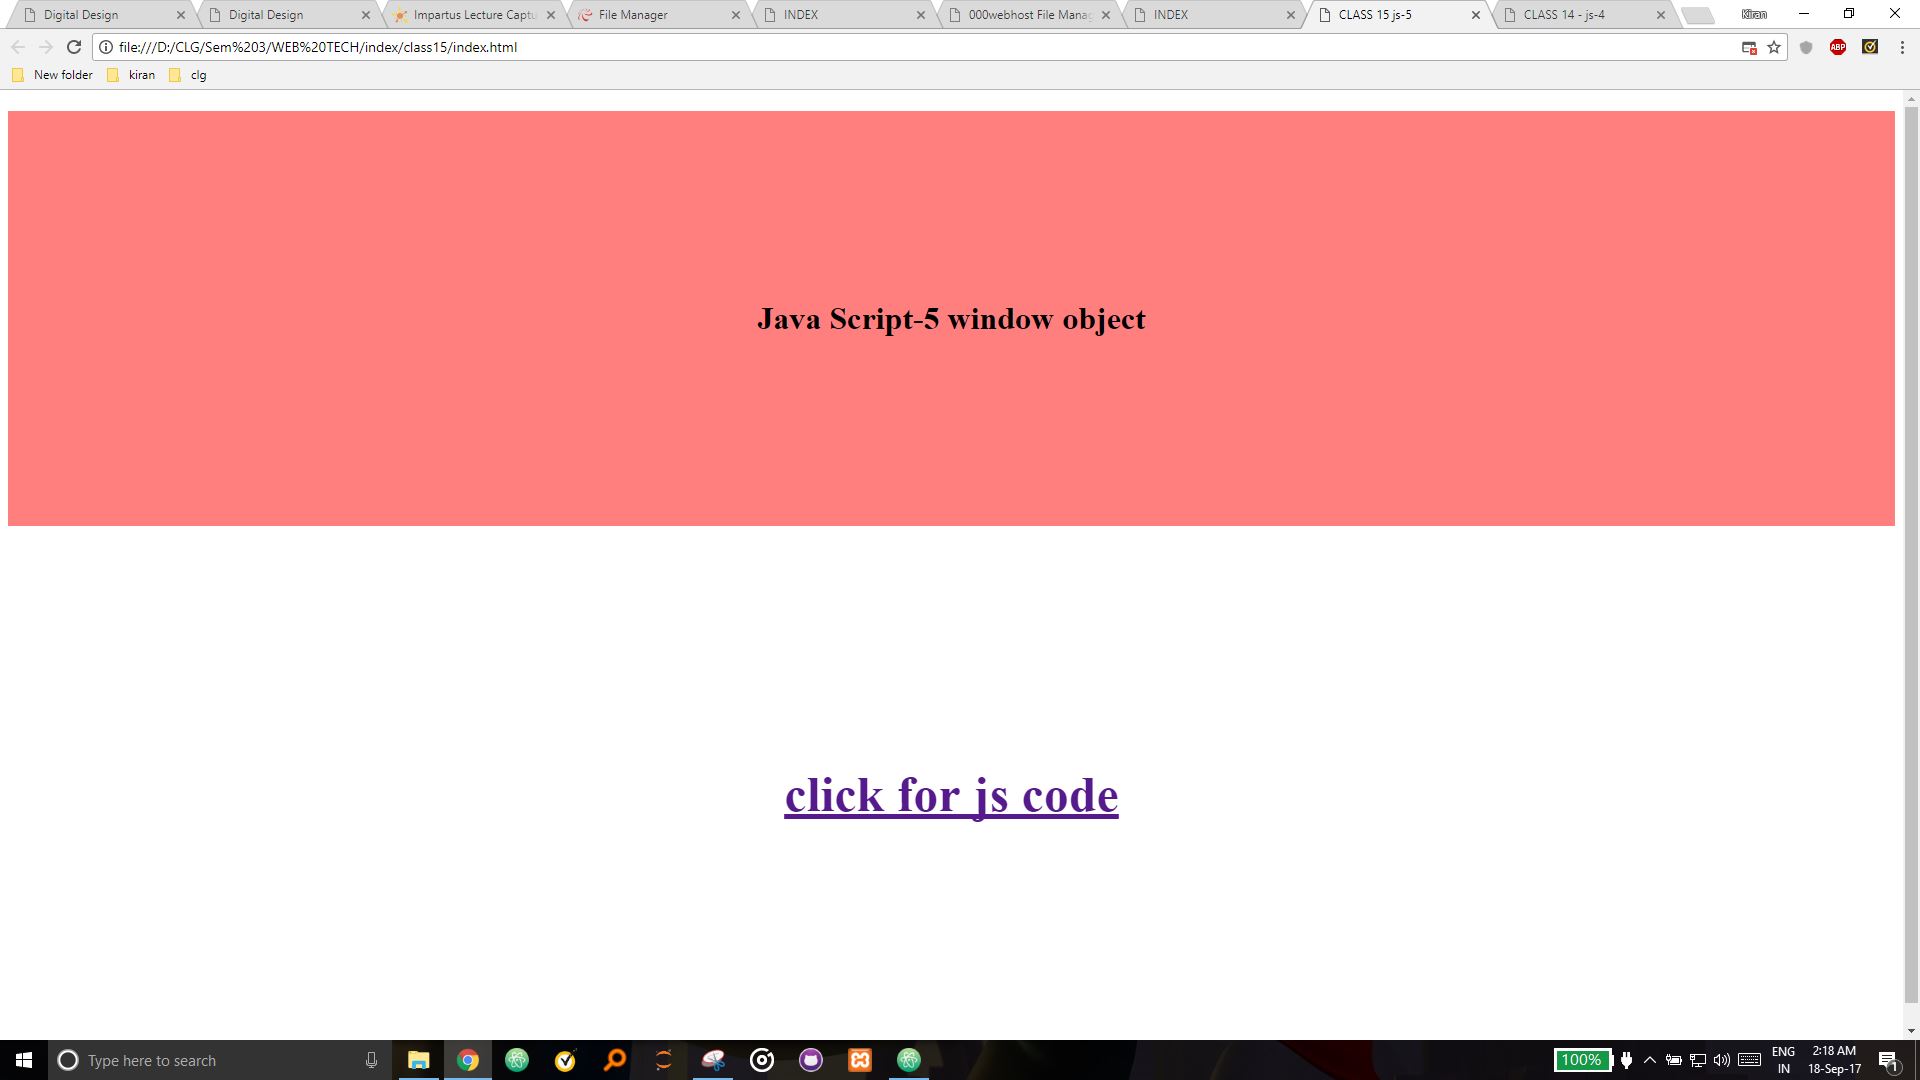 Digital Design
Digital Design
Impartus Lecture Captu
File Manager
INDEX
000webhost File Manag
INDEX
CLASS 15 js-5
CLASS 14 - js-4
Kiran
file:///D:/CLG/Sem%203/WEB%20TECH/index/class15/index.html
ABP
New folder
kiran
clg
Java Script-5 window object
click for js code
Type here to search
100%
ENG
IN
2:18 AM
18-Sep-17
1